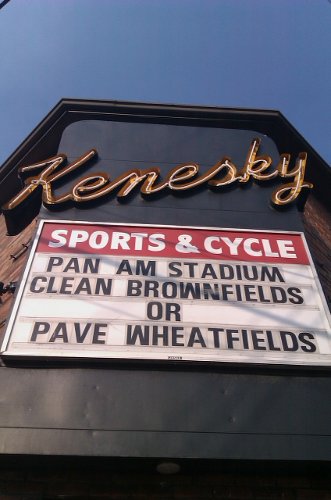 Kenesky
SPORTS & CYCLE
PAN AM STADIUM
CLEAN BROWNFIELDS
OR
PAVE WHEATFIELDS